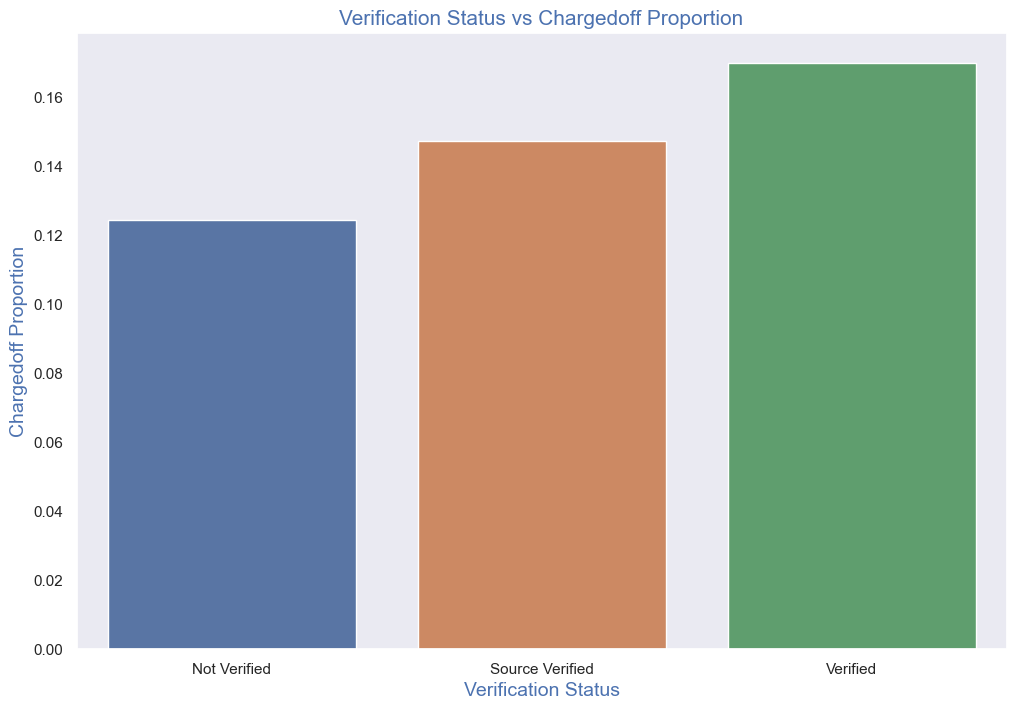 Verification Status vs Chargedoff Proportion
Chargedoff Proportion
0.16
0.14
0.12
0.10
0.08
0.06
0.04
0.02
0.00
Not Verified
Source Verified
Verified
Verification Status